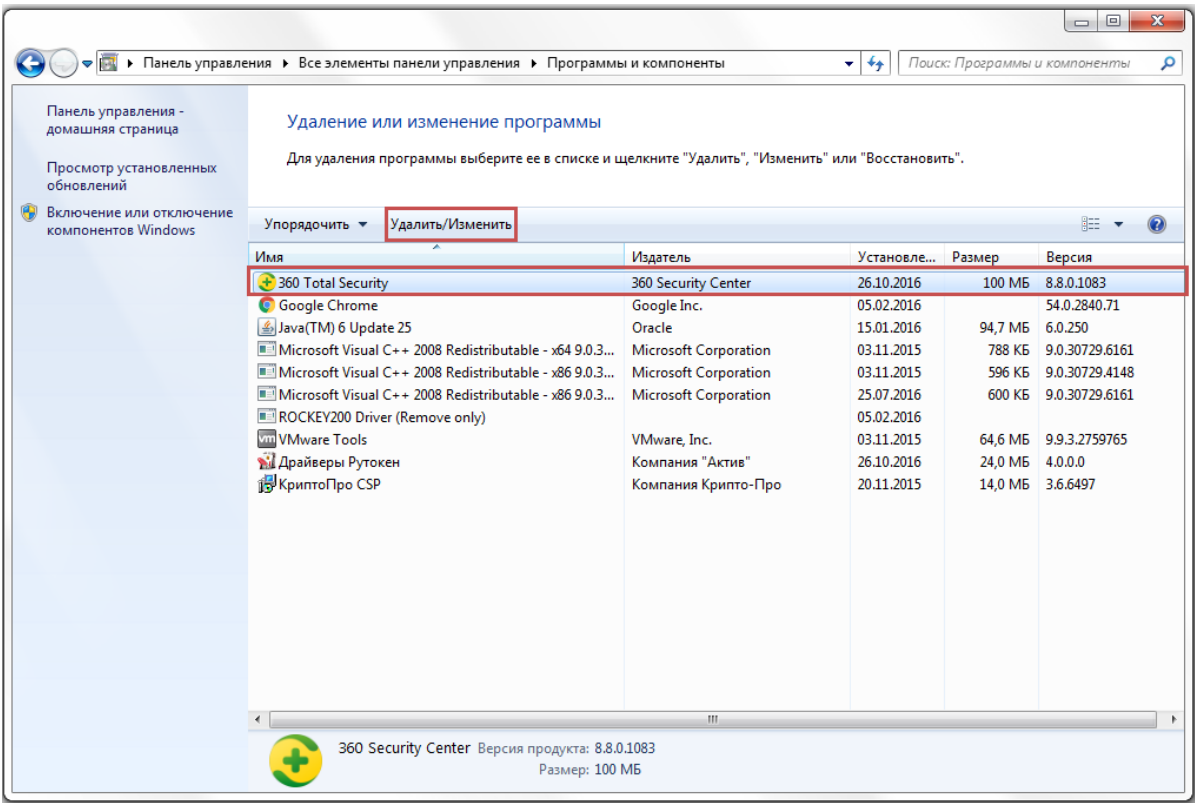 Панель управления ▸ Все элементы панели управления ▸ Программы и компоненты
Поиск: Программы и компоненты
Панель управления -
домашняя страница
Просмотр установленных
обновлений
Включение или отключение
компонентов Windows
Удаление или изменение программы
Для удаления программы выберите ее в списке и щелкните "Удалить", "Изменить" или "Восстановить".
Упорядочить Удалить/Изменить
Имя Издатель Установле... Размер Версия
360 Total Security 360 Security Center 26.10.2016 100 МБ 8.8.0.1083
Google Chrome Google Inc. 05.02.2016 54.0.2840.71
Java(TM) 6 Update 25 Oracle 15.01.2016 94,7 МБ 6.0.250
Microsoft Visual C++ 2008 Redistributable - x64 9.0.3... Microsoft Corporation 03.11.2015 788 КБ 9.0.30729.6161
Microsoft Visual C++ 2008 Redistributable - x86 9.0.3... Microsoft Corporation 03.11.2015 596 КБ 9.0.30729.4148
Microsoft Visual C++ 2008 Redistributable - x86 9.0.3... Microsoft Corporation 25.07.2016 600 КБ 9.0.30729.6161
ROCKEY200 Driver (Remove only) 05.02.2016
VMware Tools VMware, Inc. 03.11.2015 64,6 МБ 9.9.3.2759765
Драйверы Рутокен Компания "Актив" 26.10.2016 24,0 МБ 4.0.0.0
КриптоПро CSP Компания Крипто-Про 20.11.2015 14,0 МБ 3.6.6497
360 Security Center Версия продукта: 8.8.0.1083
Размер: 100 МБ